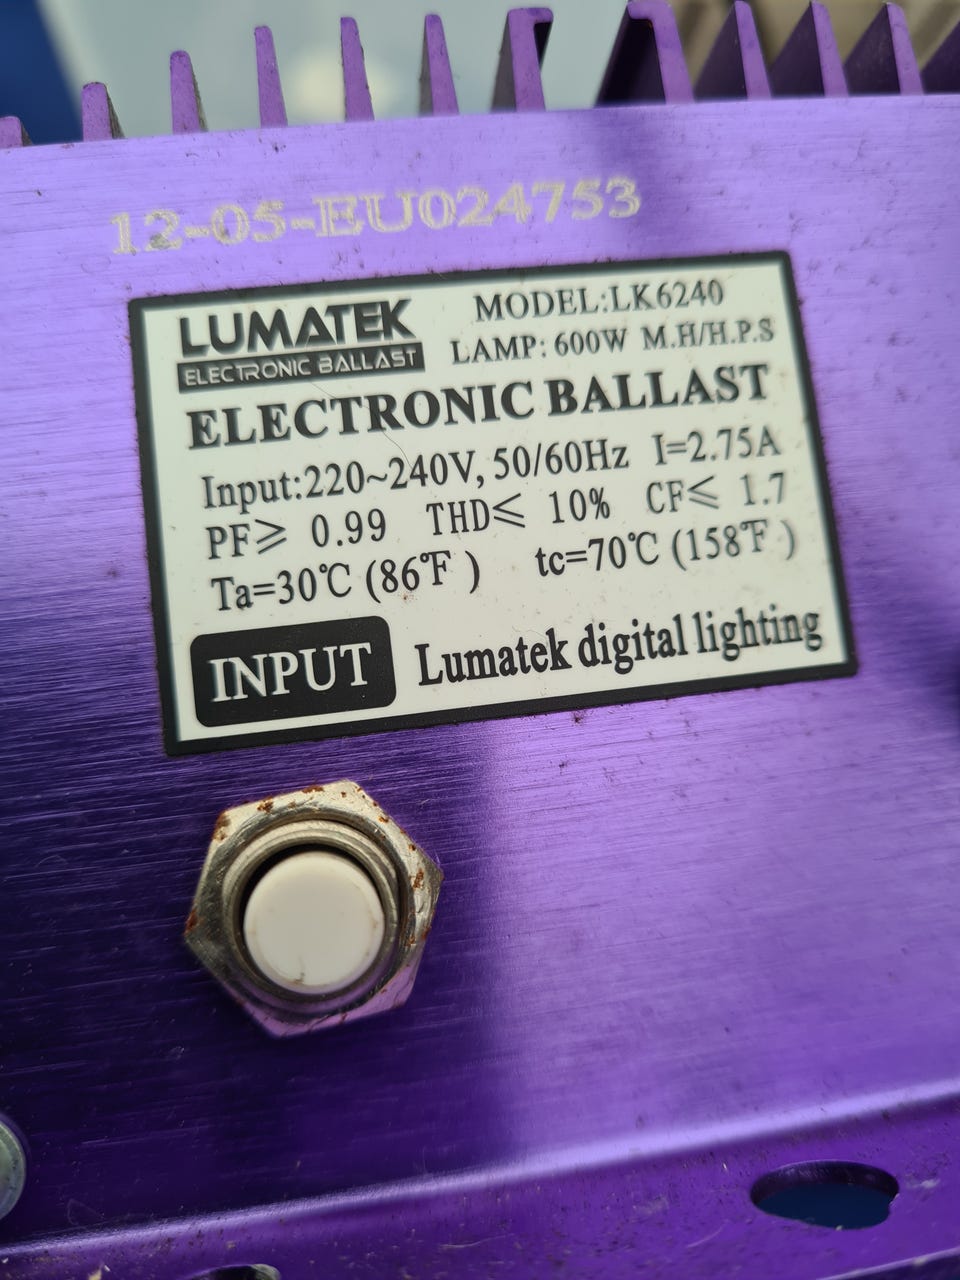 12-05-EU024753
LUMATEK
ELECTRONIC BALLAST
MODEL:LK6240
LAMP: 600W M.H/H.P.S
ELECTRONIC BALLAST
Input:220~240V, 50/60Hz I=2.75A
PF≥ 0.99 THD≤ 10% CF≤ 1.7
Ta=30℃ (86℉ ) tc=70℃ (158℉ )
INPUT Lumatek digital lighting